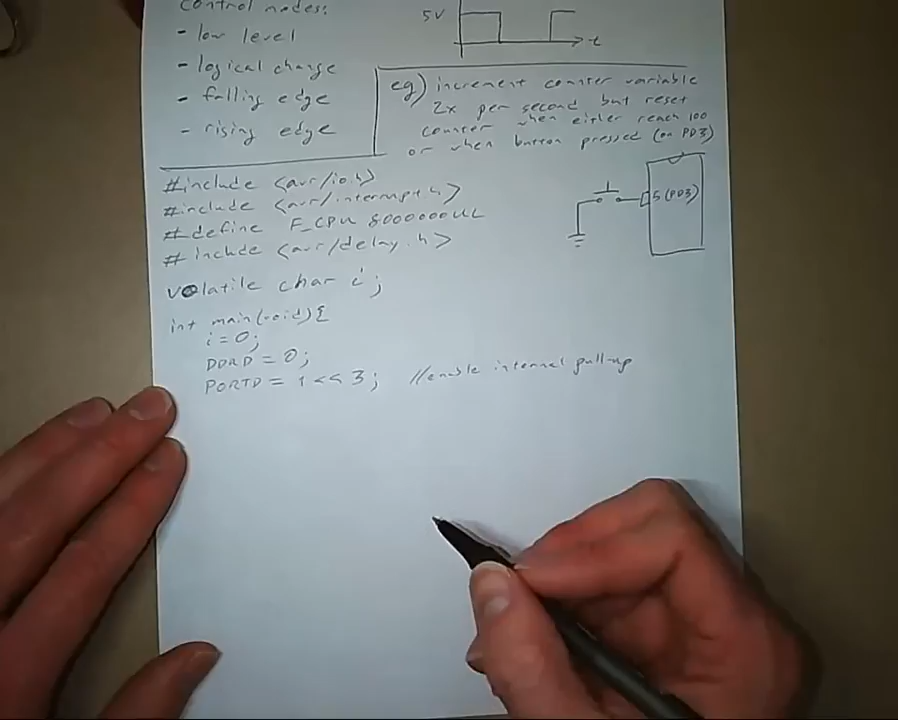 Control modes:
- low level
- logical change
- falling edge
- rising edge
5V
t
eg) increment counter variable
2x per second but reset
counter when either reach 100
or when button pressed (on PD3)
#include <avr/io.h>
#include <avr/interrupt.h>
#define F_CPU 8000000UL
#include <avr/delay.h>
5 (PD3)
volatile char i;
int main(void){
i=0;
DDRD = 0;
PORTD = 1<<3; //enable internal pull-up